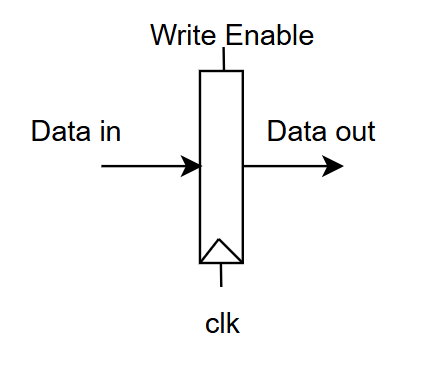 Write Enable
Data in
Data out
clk